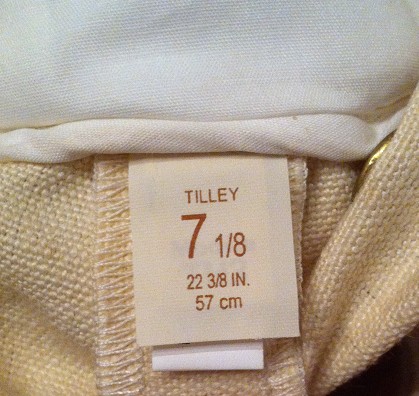 TILLEY
7 1/8
22 3/8 IN.
57 cm